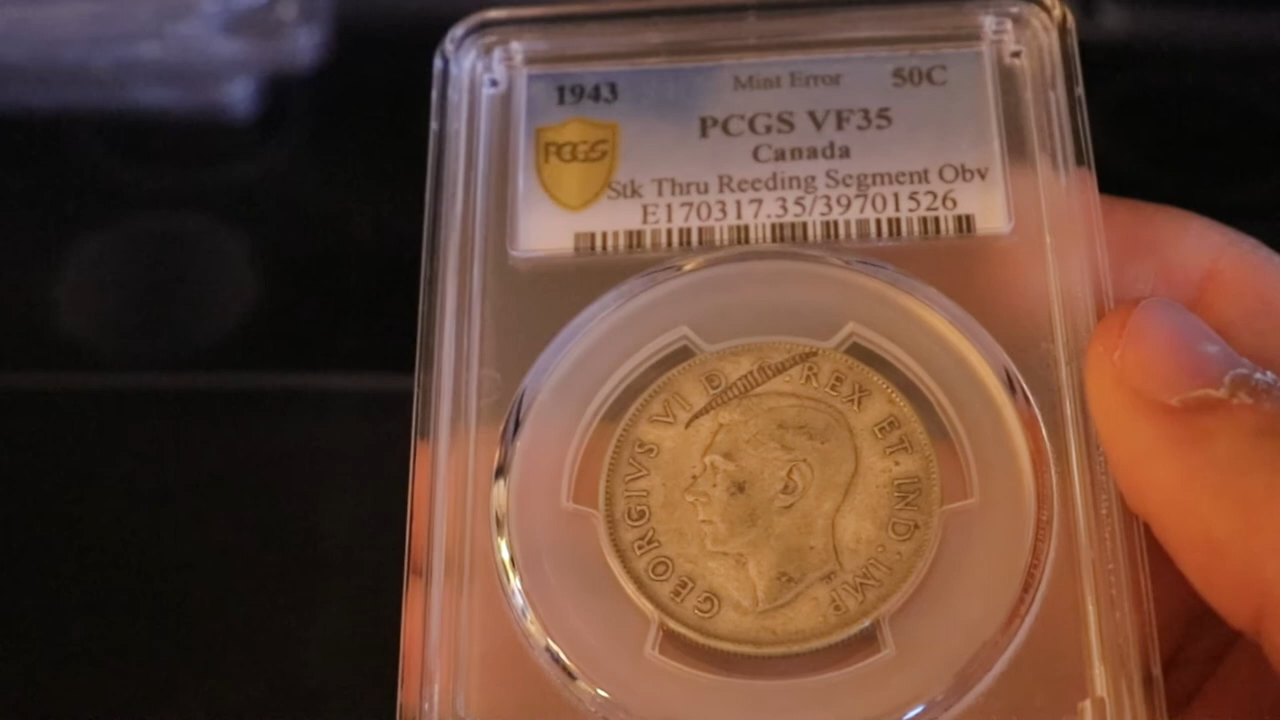 1943 Mint Error 50C
PCGS VF35
Canada
PCGS
Stk Thru Reeding Segment Obv
E170317.35/39701526
GEORGIVS VI D REX ET IND: IMP